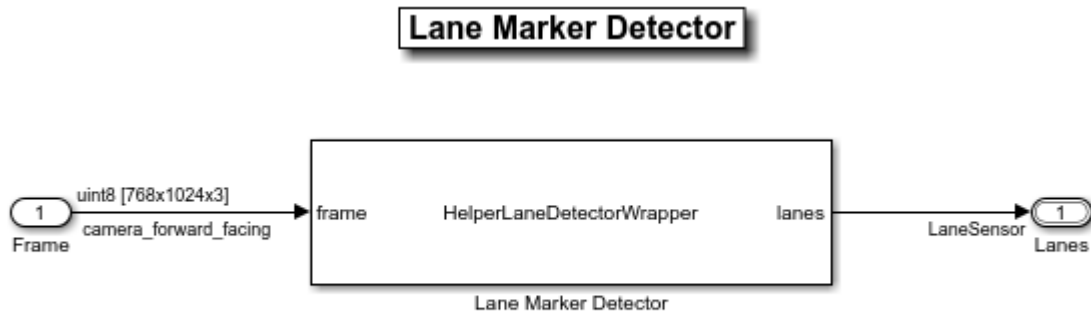 Lane Marker Detector
uint8 [768x1024x3]
1
frame
HelperLaneDetectorWrapper
lanes
1
camera_forward_facing
LaneSensor
Frame
Lanes
Lane Marker Detector